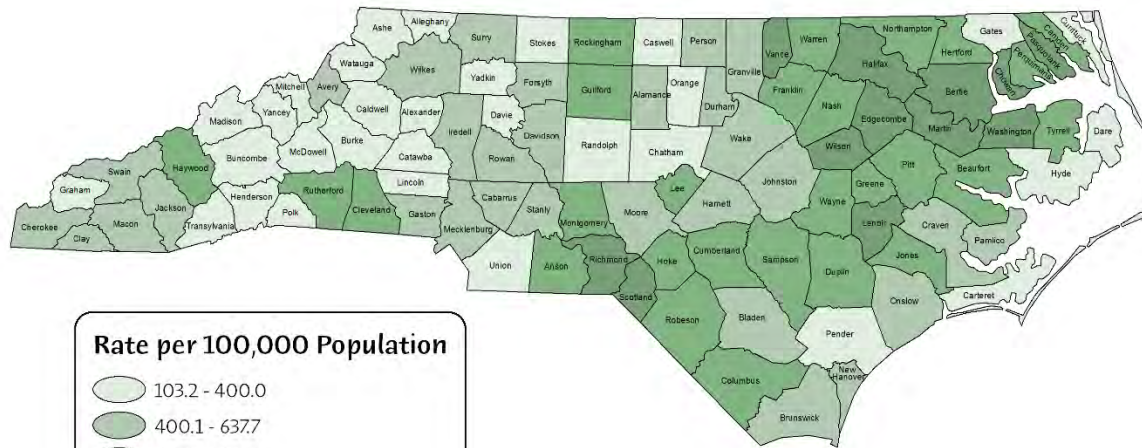 Ashe
Alleghany
Surry
Stokes
Rockingham
Caswell
Person
Granville
Vance
Warren
Northampton
Gates
Hertford
Halifax
Camden
Currituck
Pasquotank
Perquimans
Chowan
Bertie
Watauga
Wilkes
Yadkin
Forsyth
Guilford
Alamance
Orange
Durham
Franklin
Nash
Edgecombe
Martin
Washington
Tyrrell
Dare
Mitchell
Avery
Caldwell
Alexander
Iredell
Davie
Davidson
Madison
Yancey
Burke
McDowell
Catawba
Rowan
Randolph
Chatham
Wake
Wilson
Pitt
Beaufort
Hyde
Haywood
Buncombe
Swain
Graham
Rutherford
Cleveland
Lincoln
Cabarrus
Stanly
Montgomery
Moore
Lee
Harnett
Johnston
Wayne
Greene
Lenoir
Craven
Pamlico
Cherokee
Clay
Macon
Jackson
Transylvania
Henderson
Polk
Gaston
Mecklenburg
Union
Anson
Richmond
Scotland
Hoke
Cumberland
Sampson
Duplin
Jones
Onslow
Carteret
Robeson
Bladen
Pender
Columbus
New
Hanover
Brunswick
Rate per 100,000 Population
103.2 - 400.0
400.1 - 637.7